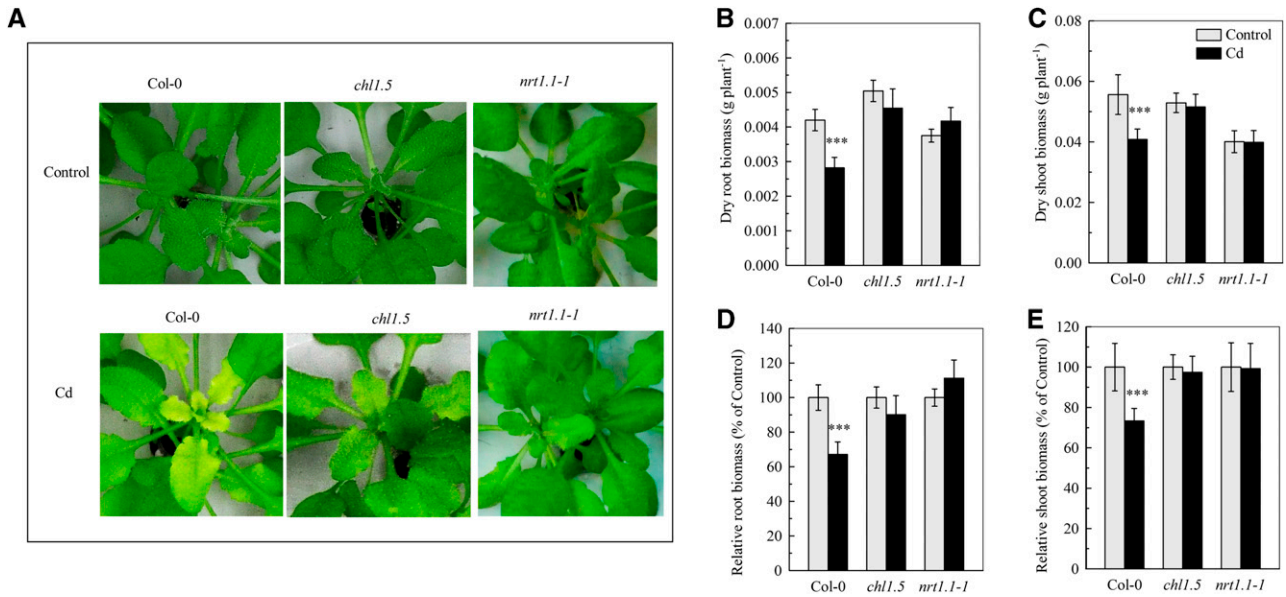 A
Col-0
chl1.5
nrt1.1-1
Control
Col-0
chl1.5
nrt1.1-1
Cd
B
Dry root biomass (g plant⁻¹)
0.007
0.006
0.005
0.004
0.003
0.002
0.001
0.000
***
Col-0 chl1.5 nrt1.1-1
C
Dry shoot biomass (g plant⁻¹)
0.08
0.06
0.04
0.02
0.00
Control
Cd
***
Col-0 chl1.5 nrt1.1-1
D
Relative root biomass (% of Control)
140
120
100
80
60
40
20
0
***
Col-0 chl1.5 nrt1.1-1
E
Relative shoot biomass (% of Control)
120
100
80
60
40
20
0
***
Col-0 chl1.5 nrt1.1-1